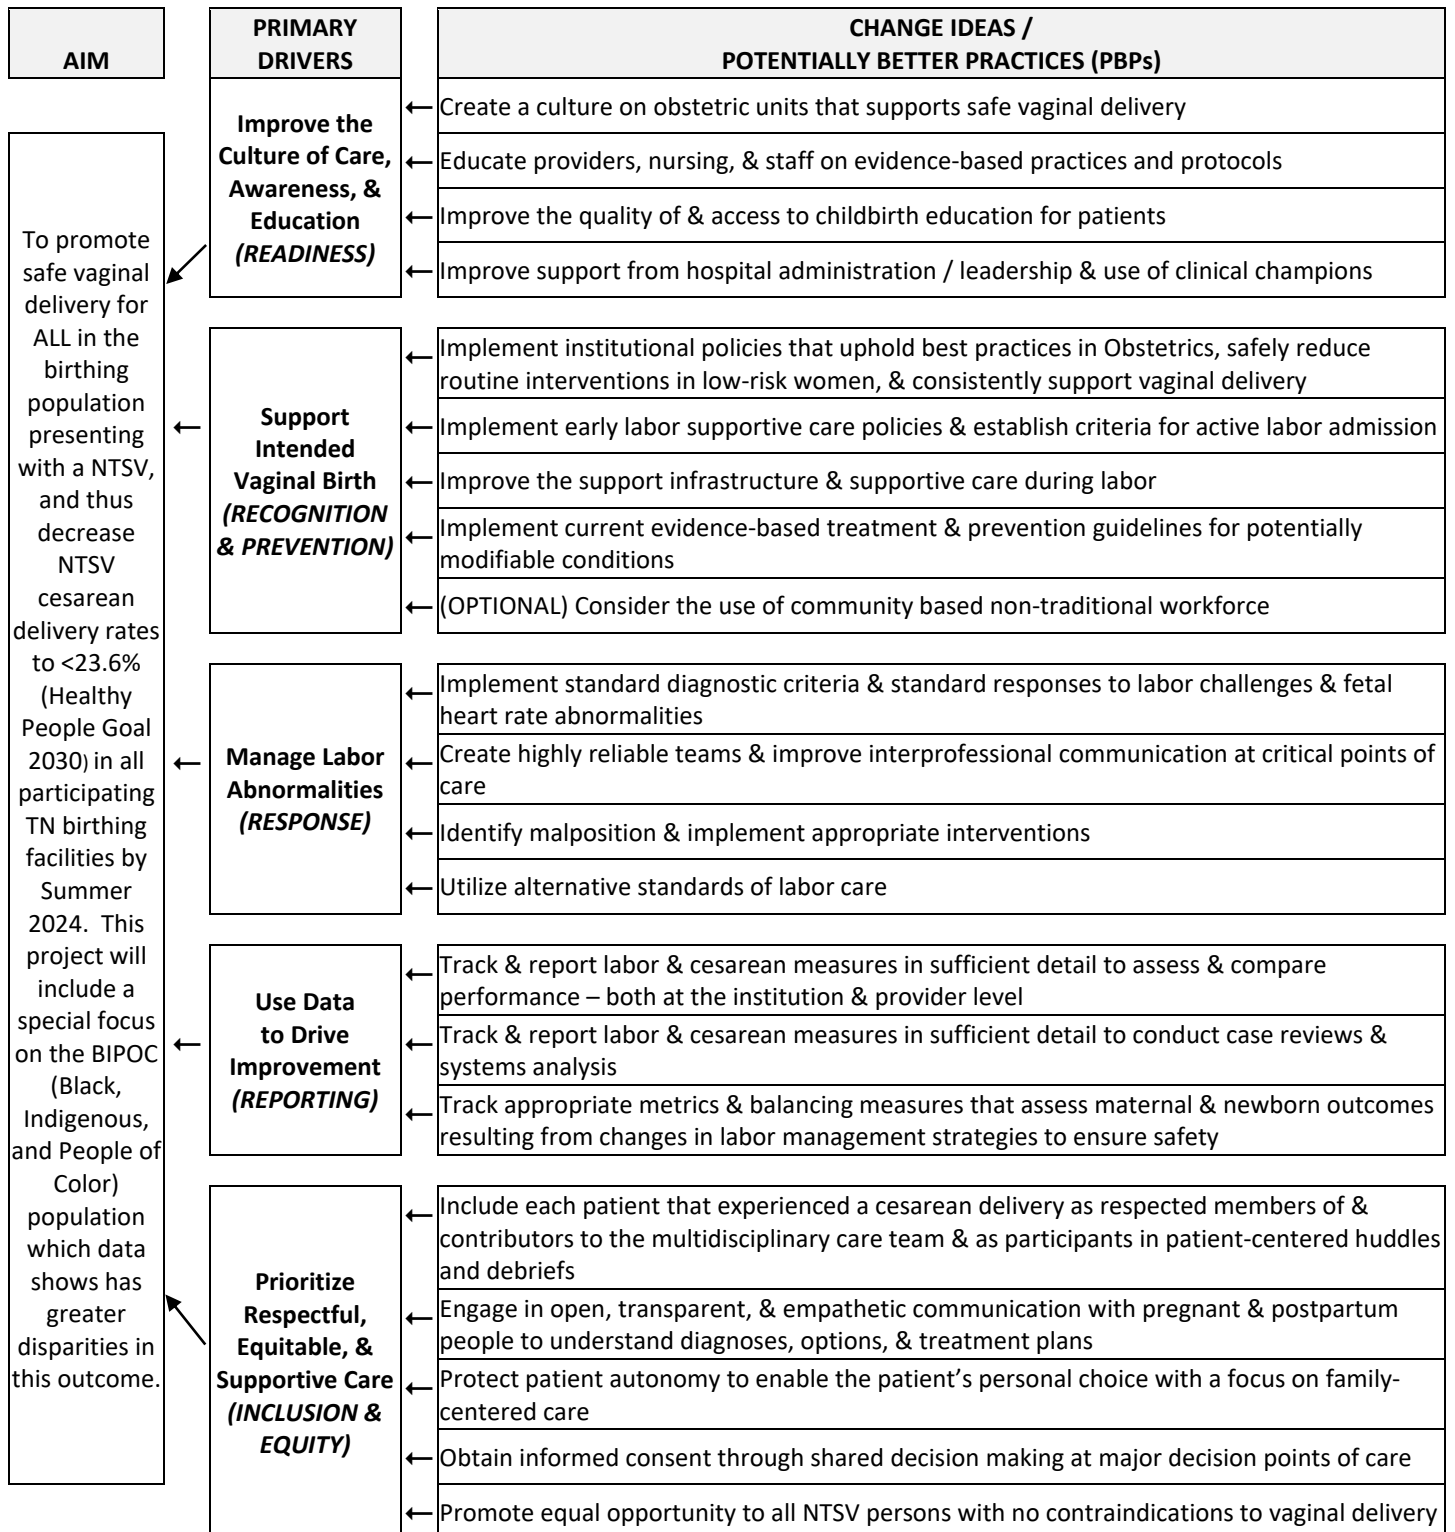 AIM
PRIMARY
DRIVERS
CHANGE IDEAS /
POTENTIALLY BETTER PRACTICES (PBPs)
To promote
safe vaginal
delivery for
ALL in the
birthing
population
presenting
with a NTSV,
and thus
decrease
NTSV
cesarean
delivery rates
to <23.6%
(Healthy
People Goal
2030) in all
participating
TN birthing
facilities by
Summer
2024. This
project will
include a
special focus
on the BIPOC
(Black,
Indigenous,
and People of
Color)
population
which data
shows has
greater
disparities in
this outcome.
Improve the
Culture of Care,
Awareness, &
Education
(READINESS)
Create a culture on obstetric units that supports safe vaginal delivery
Educate providers, nursing, & staff on evidence-based practices and protocols
Improve the quality of & access to childbirth education for patients
Improve support from hospital administration / leadership & use of clinical champions
Support
Intended
Vaginal Birth
(RECOGNITION
& PREVENTION)
Implement institutional policies that uphold best practices in Obstetrics, safely reduce
routine interventions in low-risk women, & consistently support vaginal delivery
Implement early labor supportive care policies & establish criteria for active labor admission
Improve the support infrastructure & supportive care during labor
Implement current evidence-based treatment & prevention guidelines for potentially
modifiable conditions
(OPTIONAL) Consider the use of community based non-traditional workforce
Manage Labor
Abnormalities
(RESPONSE)
Implement standard diagnostic criteria & standard responses to labor challenges & fetal
heart rate abnormalities
Create highly reliable teams & improve interprofessional communication at critical points of
care
Identify malposition & implement appropriate interventions
Utilize alternative standards of labor care
Use Data
to Drive
Improvement
(REPORTING)
Track & report labor & cesarean measures in sufficient detail to assess & compare
performance – both at the institution & provider level
Track & report labor & cesarean measures in sufficient detail to conduct case reviews &
systems analysis
Track appropriate metrics & balancing measures that assess maternal & newborn outcomes
resulting from changes in labor management strategies to ensure safety
Prioritize
Respectful,
Equitable, &
Supportive Care
(INCLUSION &
EQUITY)
Include each patient that experienced a cesarean delivery as respected members of &
contributors to the multidisciplinary care team & as participants in patient-centered huddles
and debriefs
Engage in open, transparent, & empathetic communication with pregnant & postpartum
people to understand diagnoses, options, & treatment plans
Protect patient autonomy to enable the patient’s personal choice with a focus on family-
centered care
Obtain informed consent through shared decision making at major decision points of care
Promote equal opportunity to all NTSV persons with no contraindications to vaginal delivery